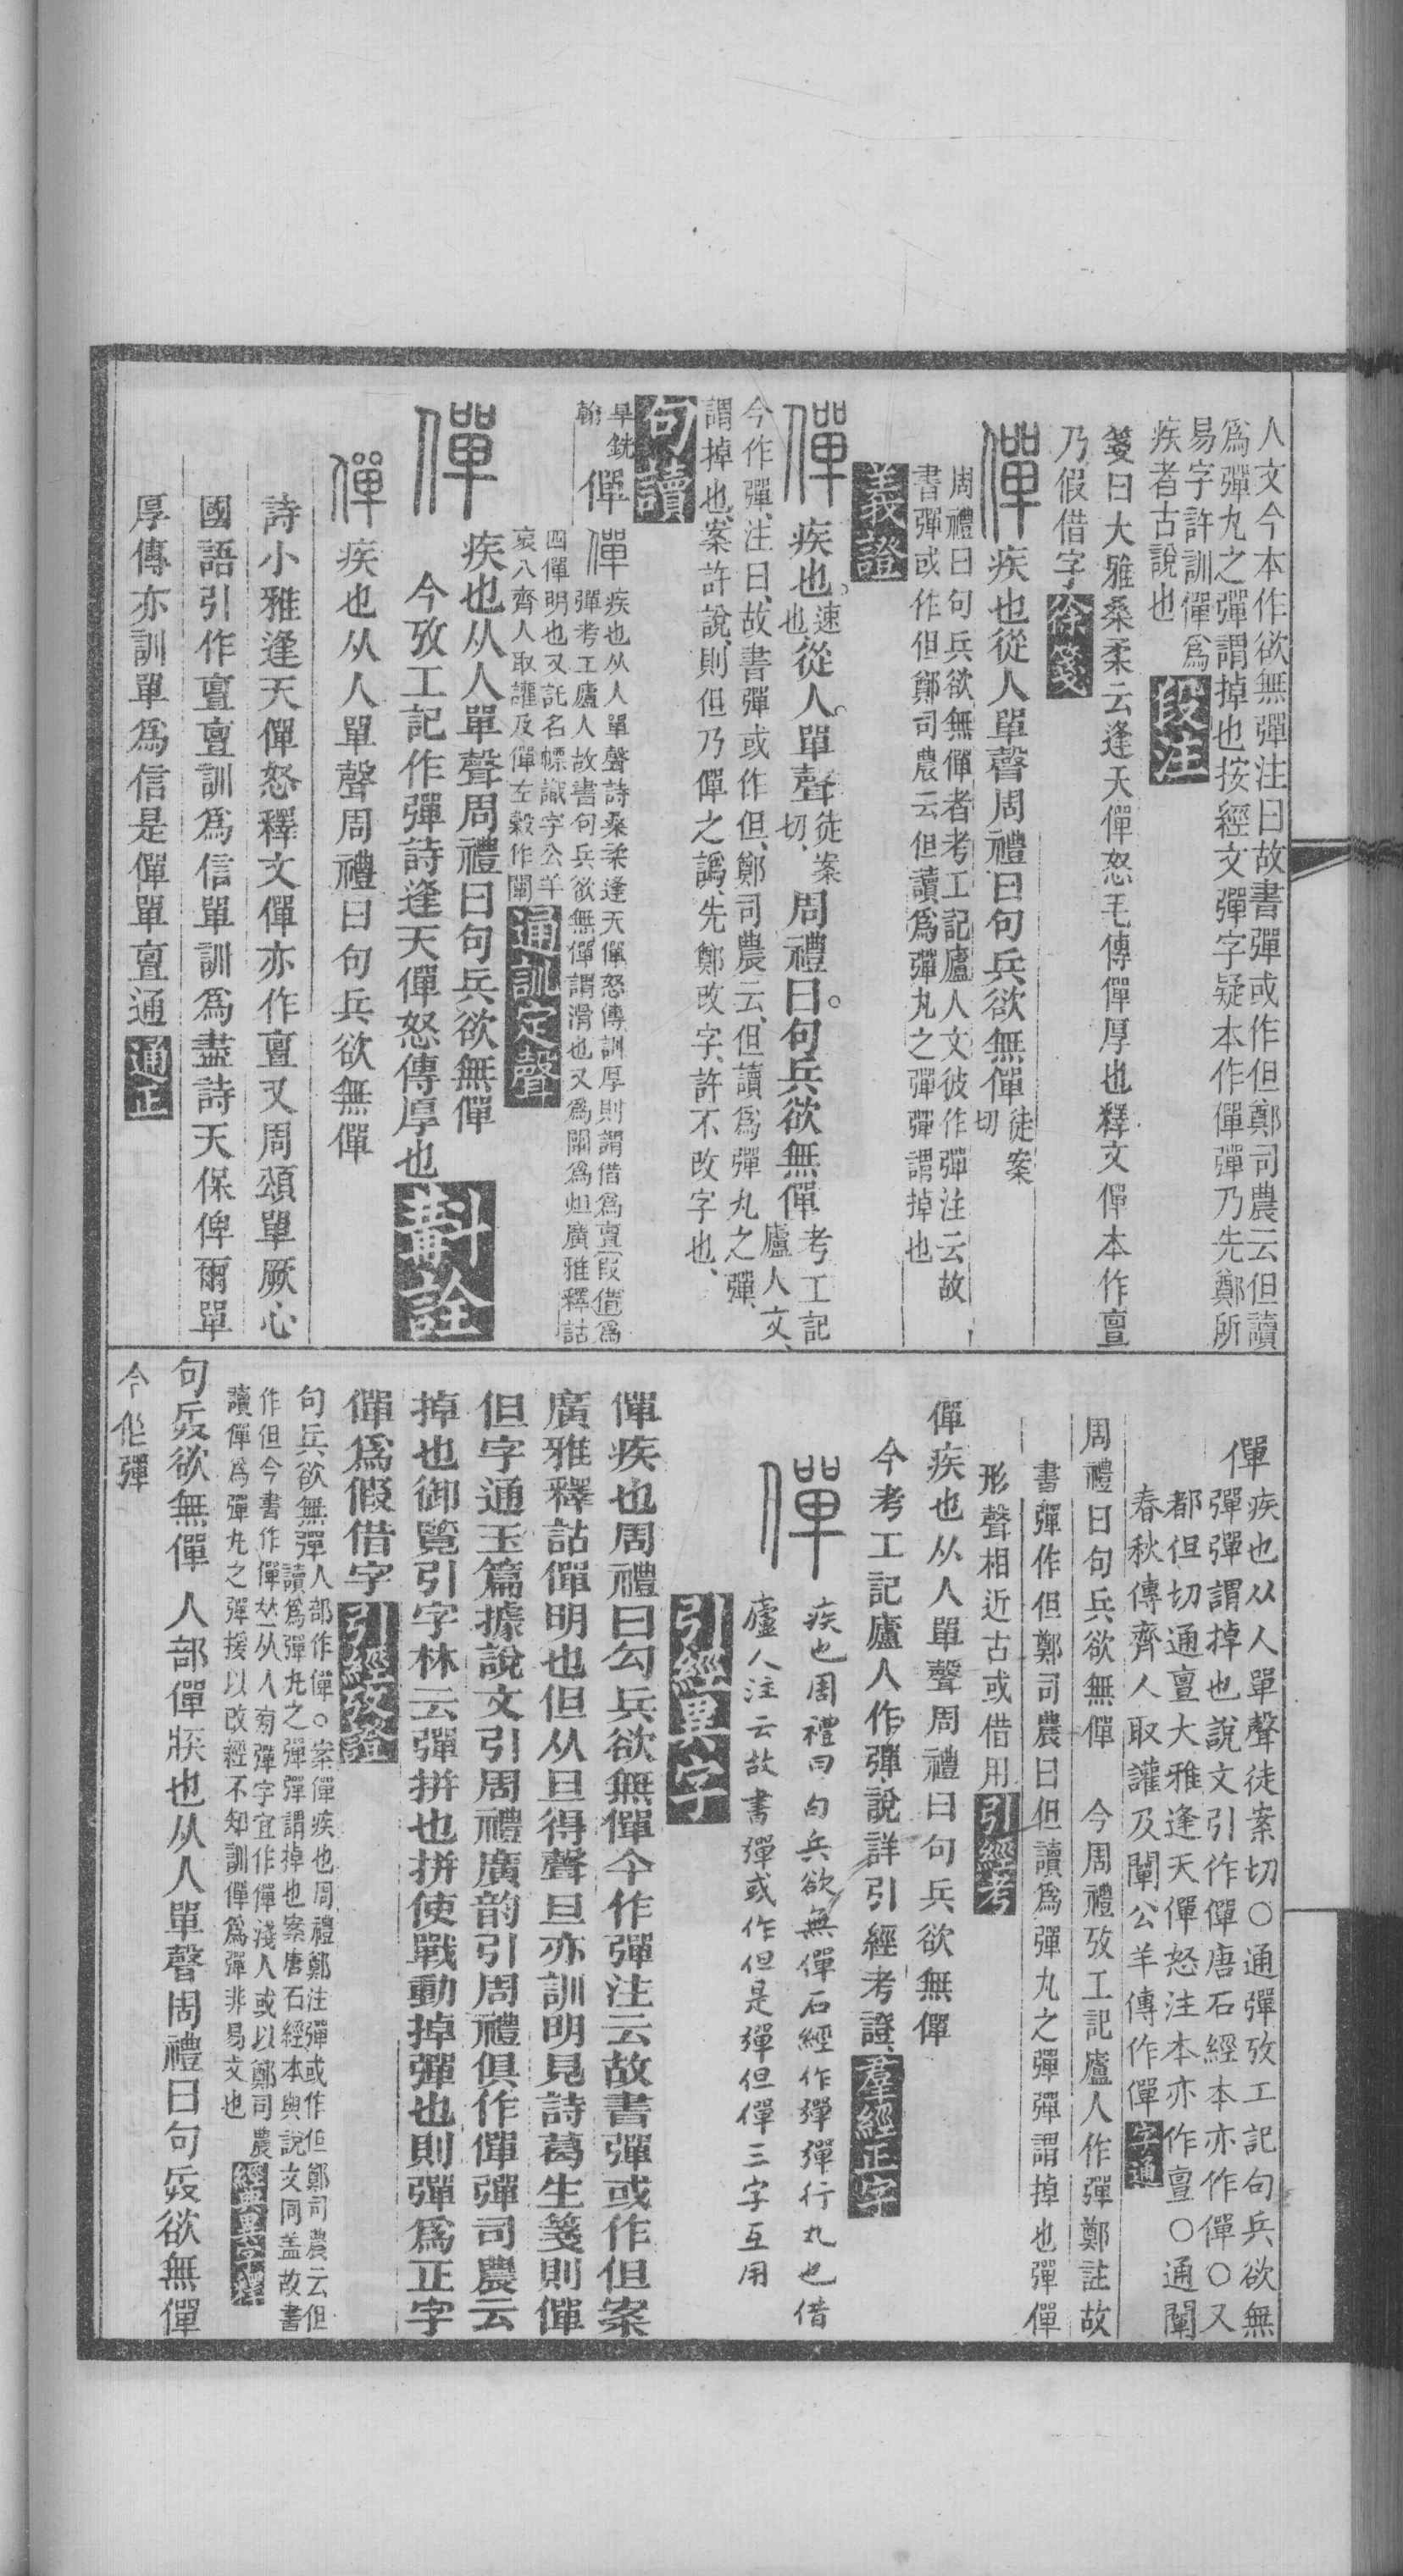 人文今本作欲無彈注曰故書彈或作但鄭司農云但讀
爲彈丸之彈謂掉也按經文彈字疑本作僤彈乃先鄭所
易字許訓僤爲
疾者古說也
段注
箋曰大雅桑柔云逢天僤怒毛傳僤厚也釋文僤本作亶
乃假借字
徐箋
僤疾也從人單聲周禮曰句兵欲無僤徒案切
周禮曰句兵欲無僤者考工記廬人文彼作彈注云故
書彈或作但鄭司農云但讀爲彈丸之彈彈謂掉也
義證
僤疾也。速也從人。單聲徒案切、周禮曰。句兵欲無僤考工記廬人文、
今作彈、注曰、故書彈或作但、鄭司農云、但讀爲彈丸之彈、
謂掉也、案許說、則但乃僤之譌、先鄭改字、許不改字也、
句讀
旱銑
翰
僤
僤疾也从人單聲詩桑柔逢天僤怒傳訓厚則謂借爲亶叚借爲
彈考工廬人故書句兵欲無僤謂滑也又爲闡爲炟廣雅釋詁
四僤明也又託名幖識字公羊
哀八齊人取讙及僤左穀作闡
通訓定聲
僤疾也从人單聲周禮曰句兵欲無僤
今攷工記作彈詩逢天僤怒傳厚也
斠詮
僤疾也从人單聲周禮曰句兵欲無僤
詩小雅逢天僤怒釋文僤亦作亶又周頌單厥心
國語引作亶亶訓爲信單訓爲盡詩天保俾爾單
厚傳亦訓單爲信是僤單亶通
通正
僤疾也从人單聲徒案切○通彈攷工記句兵欲無
彈彈謂掉也說文引作僤唐石經本亦作僤○又
都但切通亶大雅逢天僤怒注本亦作亶○通闡
春秋傳齊人取讙及闡公羊傳作僤
字通
周禮曰句兵欲無僤 今周禮攷工記廬人作彈鄭註故
書彈作但鄭司農曰但讀爲彈丸之彈彈謂掉也彈僤
形聲相近古或借用
引經考
僤疾也从人單聲周禮曰句兵欲無僤
今考工記廬人作彈說詳引經考證
羣經正字
僤疾也周禮曰句兵欲無僤石經作彈彈行丸也借
廬人注云故書彈或作但是彈但僤三字互用
引經異字
僤疾也周禮曰勾兵欲無僤今作彈注云故書彈或作但案
廣雅釋詁僤明也但从旦得聲旦亦訓明見詩葛生箋則僤
但字通玉篇據說文引周禮廣韵引周禮俱作僤彈司農云
掉也御覧引字林云彈拼也拼使戰動掉彈也則彈爲正字
僤爲假借字
引經攷證
句兵欲無彈人部作僤○案僤疾也周禮鄭注彈或作但鄭司農云但
讀爲彈丸之彈彈謂掉也案唐石經本與說文同盖故書
作但今書作僤𠀤从人菊彈字宜作僤淺人或以鄭司農
讀僤爲彈丸之彈援以改經不知訓僤爲彈非易文也
句兵欲無僤 人部僤疾也从人單聲周禮曰句兵欲無僤
今作彈